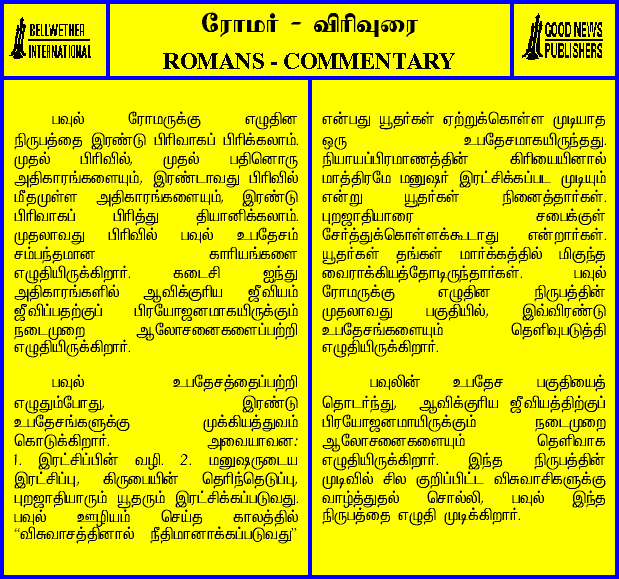 BELLWETHER
INTERNATIONAL
ரோமர் - விரிவுரை
ROMANS - COMMENTARY
GOOD NEWS
PUBLISHERS
பவுல் ரோமருக்கு எழுதின
நிருபத்தை இரண்டு பிரிவாகப் பிரிக்கலாம்.
முதல் பிரிவில், முதல் பதினொரு
அதிகாரங்களையும், இரண்டாவது பிரிவில்
மீதமுள்ள அதிகாரங்களையும், இரண்டு
பிரிவாகப் பிரித்து தியானிக்கலாம்.
முதலாவது பிரிவில் பவுல் உபதேசம்
சம்பந்தமான காரியங்களை
எழுதியிருக்கிறார். கடைசி ஐந்து
அதிகாரங்களில் ஆவிக்குரிய ஜீவியம்
ஜீவிப்பதற்குப் பிரயோஜனமாகயிருக்கும்
நடைமுறை ஆலோசனைகளைப்பற்றி
எழுதியிருக்கிறார்.
பவுல் உபதேசத்தைப்பற்றி
எழுதும்போது, இரண்டு
உபதேசங்களுக்கு முக்கியத்துவம்
கொடுக்கிறார். அவையாவன:
1. இரட்சிப்பின் வழி. 2. மனுஷருடைய
இரட்சிப்பு, கிருபையின் தெரிந்தெடுப்பு,
புறஜாதியாரும் யூதரும் இரட்சிக்கப்படுவது.
பவுல் ஊழியம் செய்த காலத்தில்
“விசுவாசத்தினால் நீதிமானாக்கப்படுவது”
என்பது யூதர்கள் ஏற்றுக்கொள்ள முடியாத
ஒரு உபதேசமாகயிருந்தது.
நியாயப்பிரமாணத்தின் கிரியையினால்
மாத்திரமே மனுஷர் இரட்சிக்கப்பட முடியும்
என்று யூதர்கள் நினைத்தார்கள்.
புறஜாதியாரை சபைக்குள்
சேர்த்துக்கொள்ளக்கூடாது என்றார்கள்.
யூதர்கள் தங்கள் மார்க்கத்தில் மிகுந்த
வைராக்கியத்தோடிருந்தார்கள். பவுல்
ரோமருக்கு எழுதின நிருபத்தின்
முதலாவது பகுதியில், இவ்விரண்டு
உபதேசங்களையும் தெளிவுபடுத்தி
எழுதியிருக்கிறார்.
பவுலின் உபதேச பகுதியைத்
தொடர்ந்து, ஆவிக்குரிய ஜீவியத்திற்குப்
பிரயோஜனமாயிருக்கும் நடைமுறை
ஆலோசனைகளையும் தெளிவாக
எழுதியிருக்கிறார். இந்த நிருபத்தின்
முடிவில் சில குறிப்பிட்ட விசுவாசிகளுக்கு
வாழ்த்துதல் சொல்லி, பவுல் இந்த
நிருபத்தை எழுதி முடிக்கிறார்.